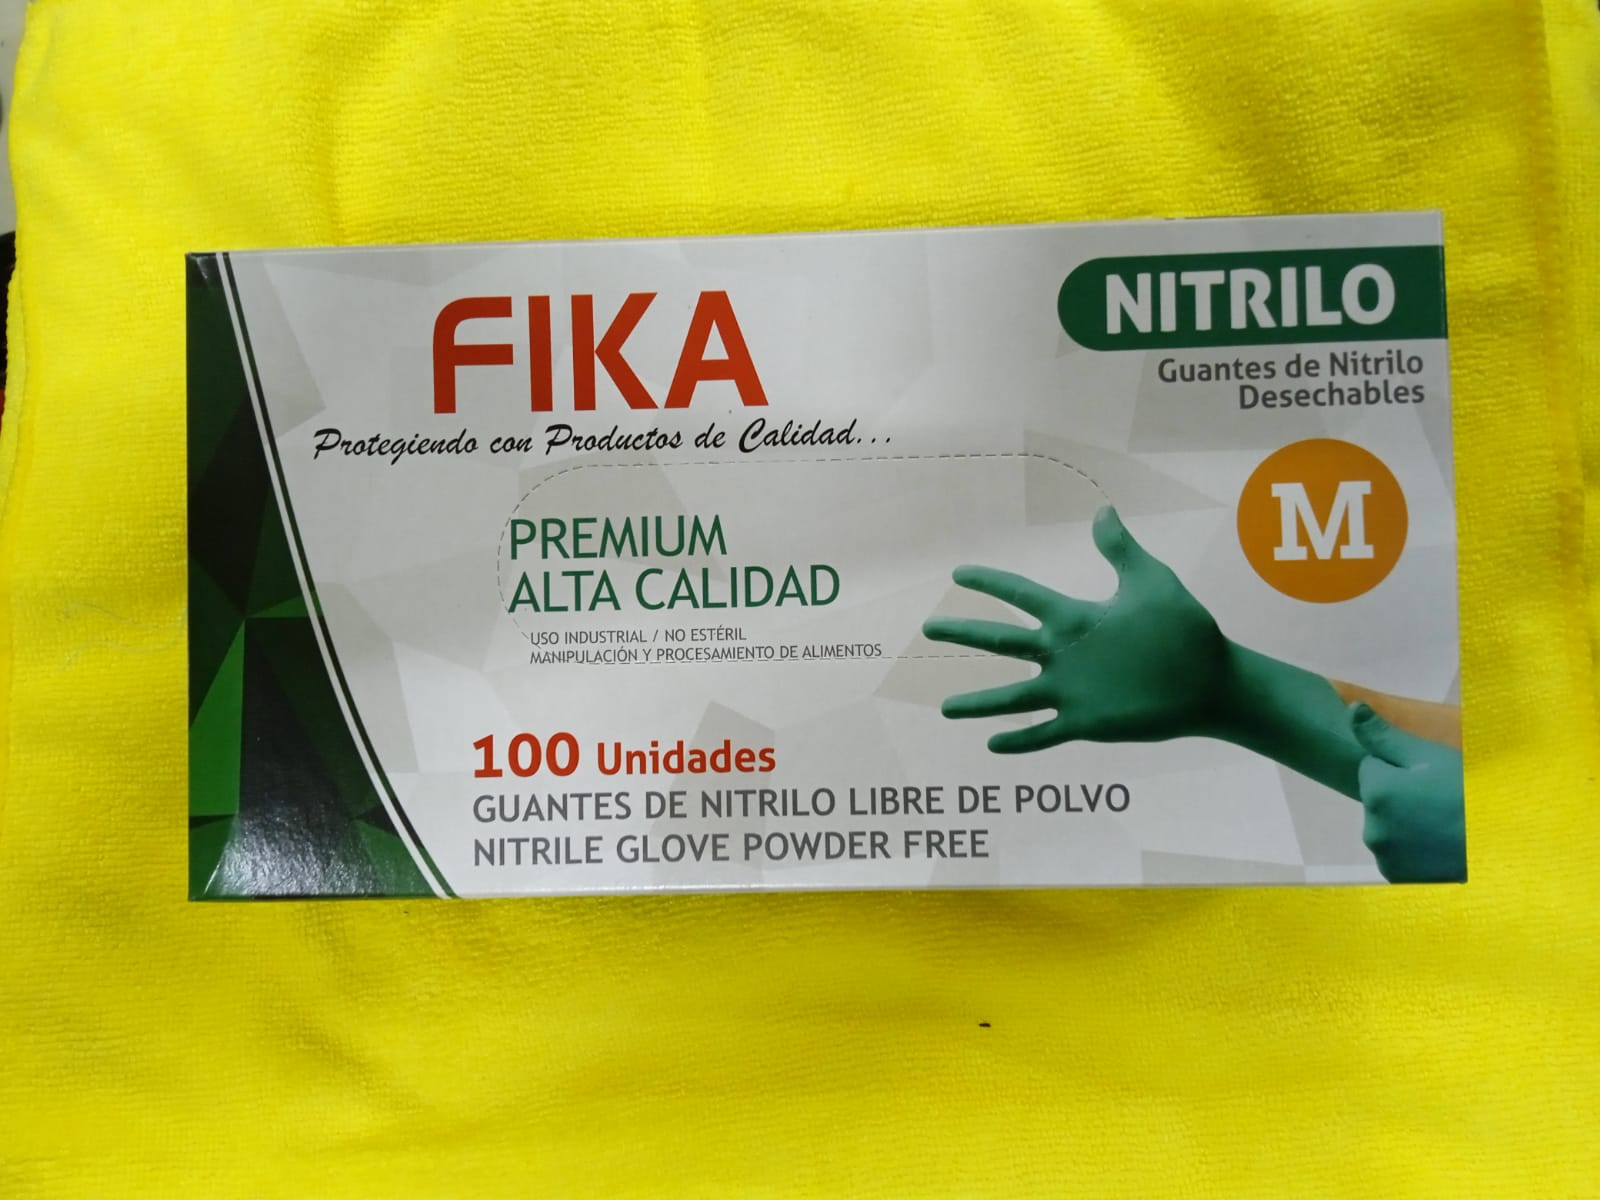 FIKA
Protegiendo con Productos de Calidad...
NITRILO
Guantes de Nitrilo
Desechables
M
PREMIUM
ALTA CALIDAD
USO INDUSTRIAL / NO ESTÉRIL
MANIPULACIÓN Y PROCESAMIENTO DE ALIMENTOS
100 Unidades
GUANTES DE NITRILO LIBRE DE POLVO
NITRILE GLOVE POWDER FREE